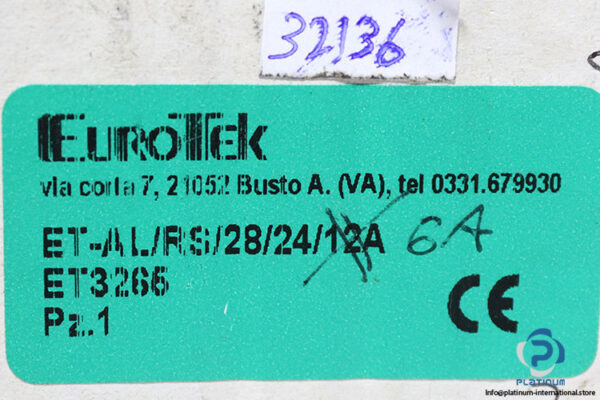 32136
EUROTEK
via corta 7, 21052 Busto A. (VA), tel 0331.679930
ET-AL/RS/28/24/12A 6A
ET3266
Pz.1
CE
PLATINUM
info@platinum-international.store